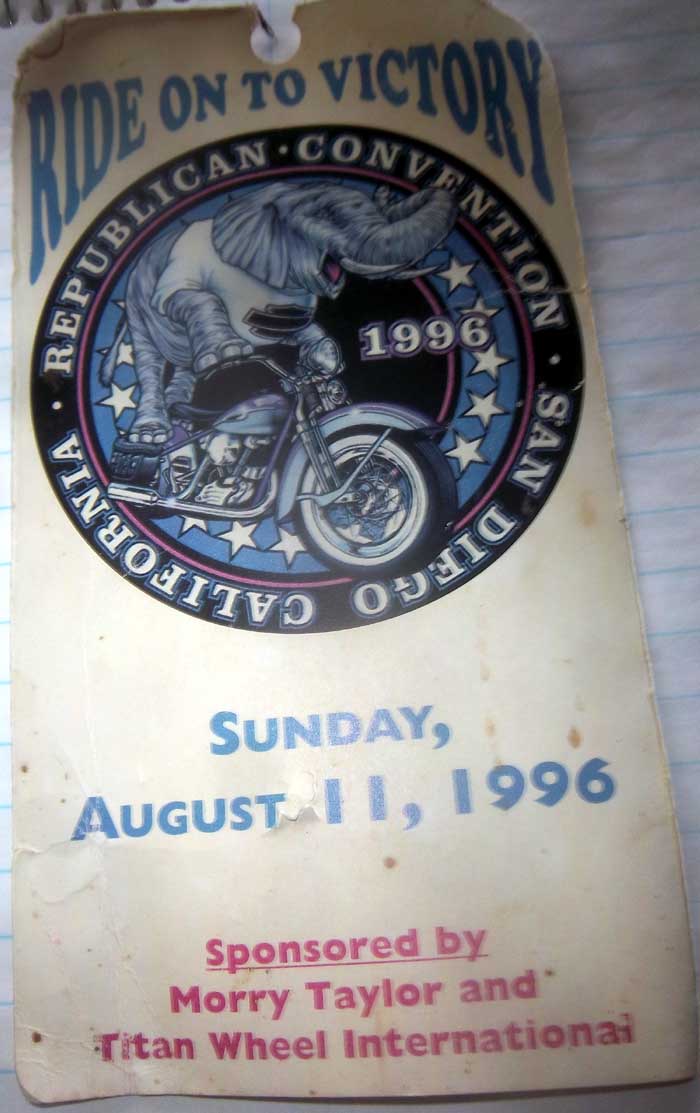 RIDE ON TO VICTORY
REPUBLICAN · CONVENTION · SAN DIEGO CALIFORNIA ·
1996
SUNDAY,
AUGUST 11, 1996
Sponsored by
Morry Taylor and
Titan Wheel International